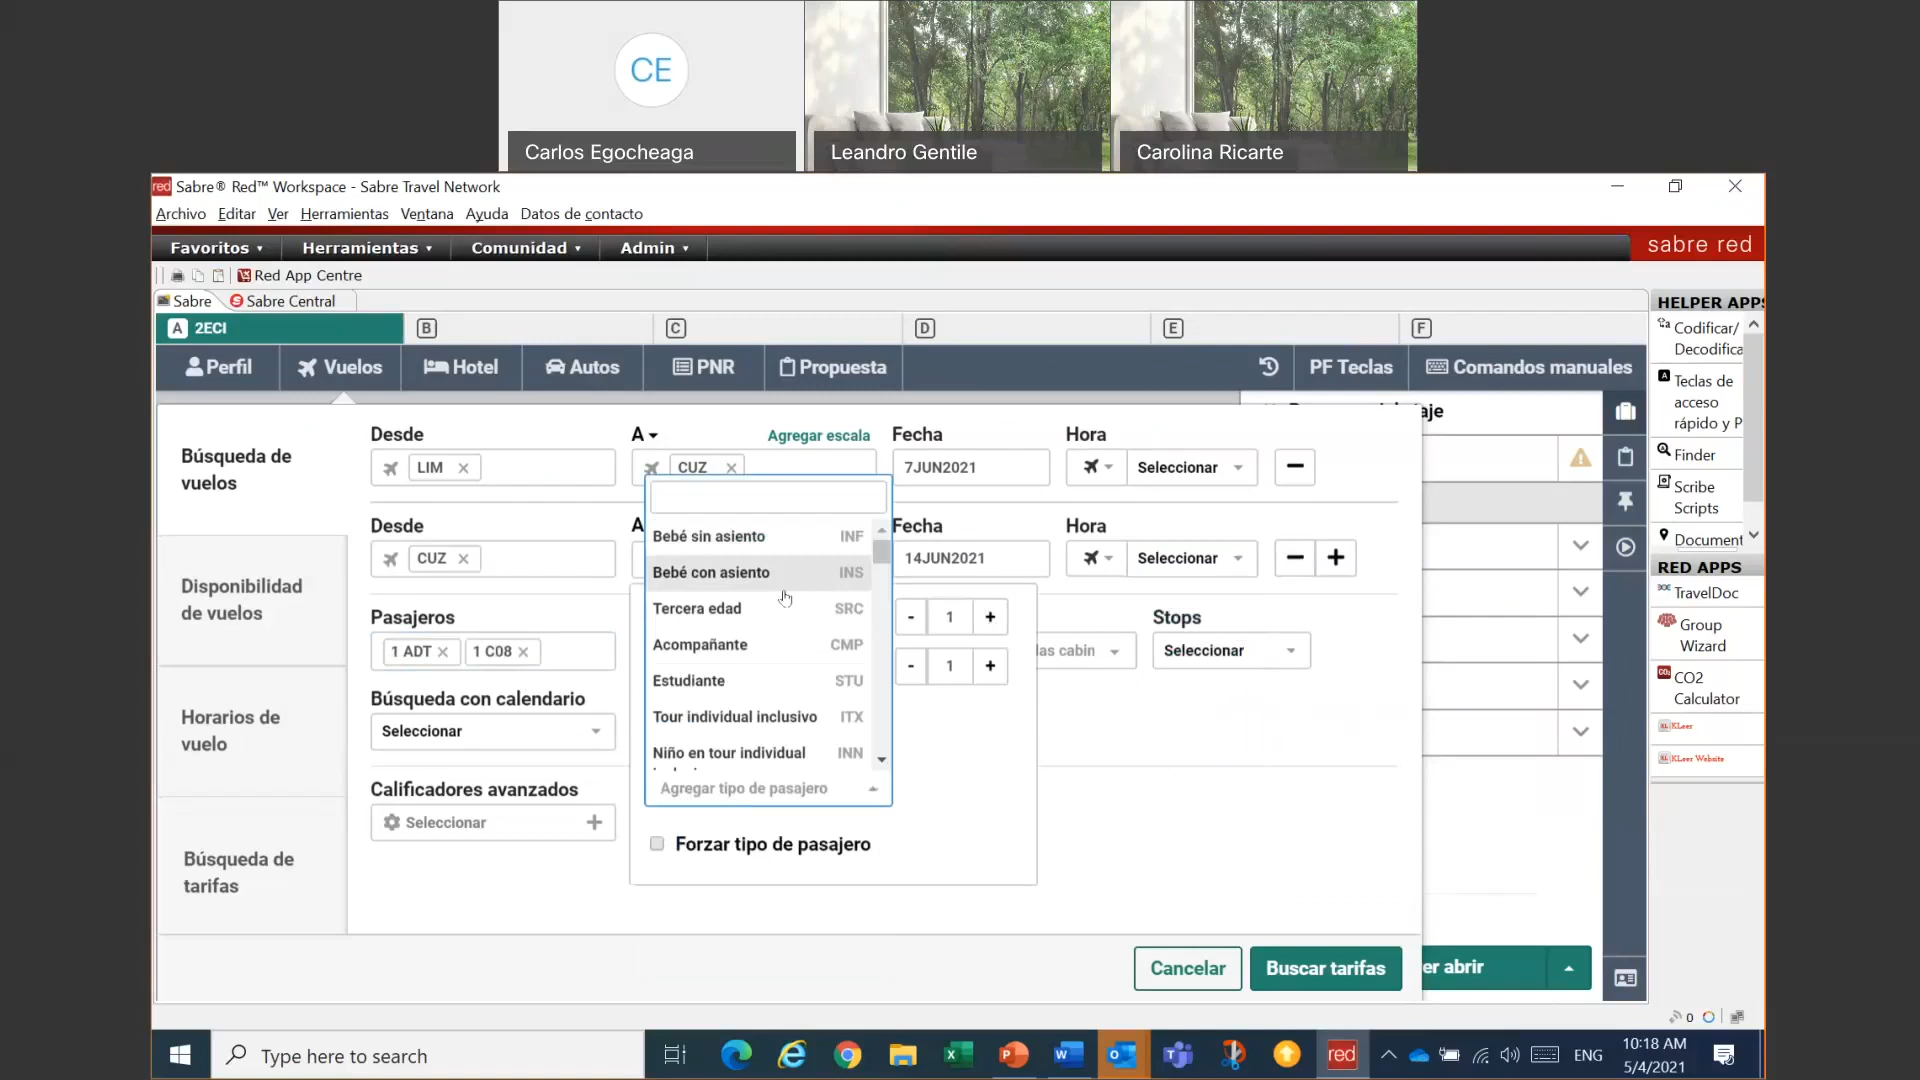 CE
Carlos Egocheaga
Leandro Gentile
Carolina Ricarte
red Sabre® Red™ Workspace - Sabre Travel Network
Archivo Editar Ver Herramientas Ventana Ayuda Datos de contacto
Favoritos Herramientas Comunidad Admin
sabre red
Red App Centre
Sabre Sabre Central
A 2ECI B C D E F
Perfil Vuelos Hotel Autos PNR Propuesta PF Teclas Comandos manuales
aje
Búsqueda de
vuelos
Disponibilidad
de vuelos
Horarios de
vuelo
Búsqueda de
tarifas
Desde A Agregar escala Fecha Hora
LIM CUZ 7JUN2021 Seleccionar
Desde A Fecha Hora
CUZ 14JUN2021 Seleccionar
Pasajeros
1 ADT 1 C08
Búsqueda con calendario
Seleccionar
Calificadores avanzados
Seleccionar
Bebé sin asiento INF
Bebé con asiento INS
Tercera edad SRC
Acompañante CMP
Estudiante STU
Tour individual inclusivo ITX
Niño en tour individual INN
Agregar tipo de pasajero
Forzar tipo de pasajero
- 1 +
- 1 +
las cabin
Stops
Seleccionar
Cancelar Buscar tarifas er abrir
HELPER APPS
Codificar/
Decodifica
Teclas de
acceso
rápido y P
Finder
Scribe
Scripts
Document
RED APPS
TravelDoc
Group
Wizard
CO2
Calculator
KLeer
KLeer Website
0
Type here to search
red
ENG
10:18 AM
5/4/2021